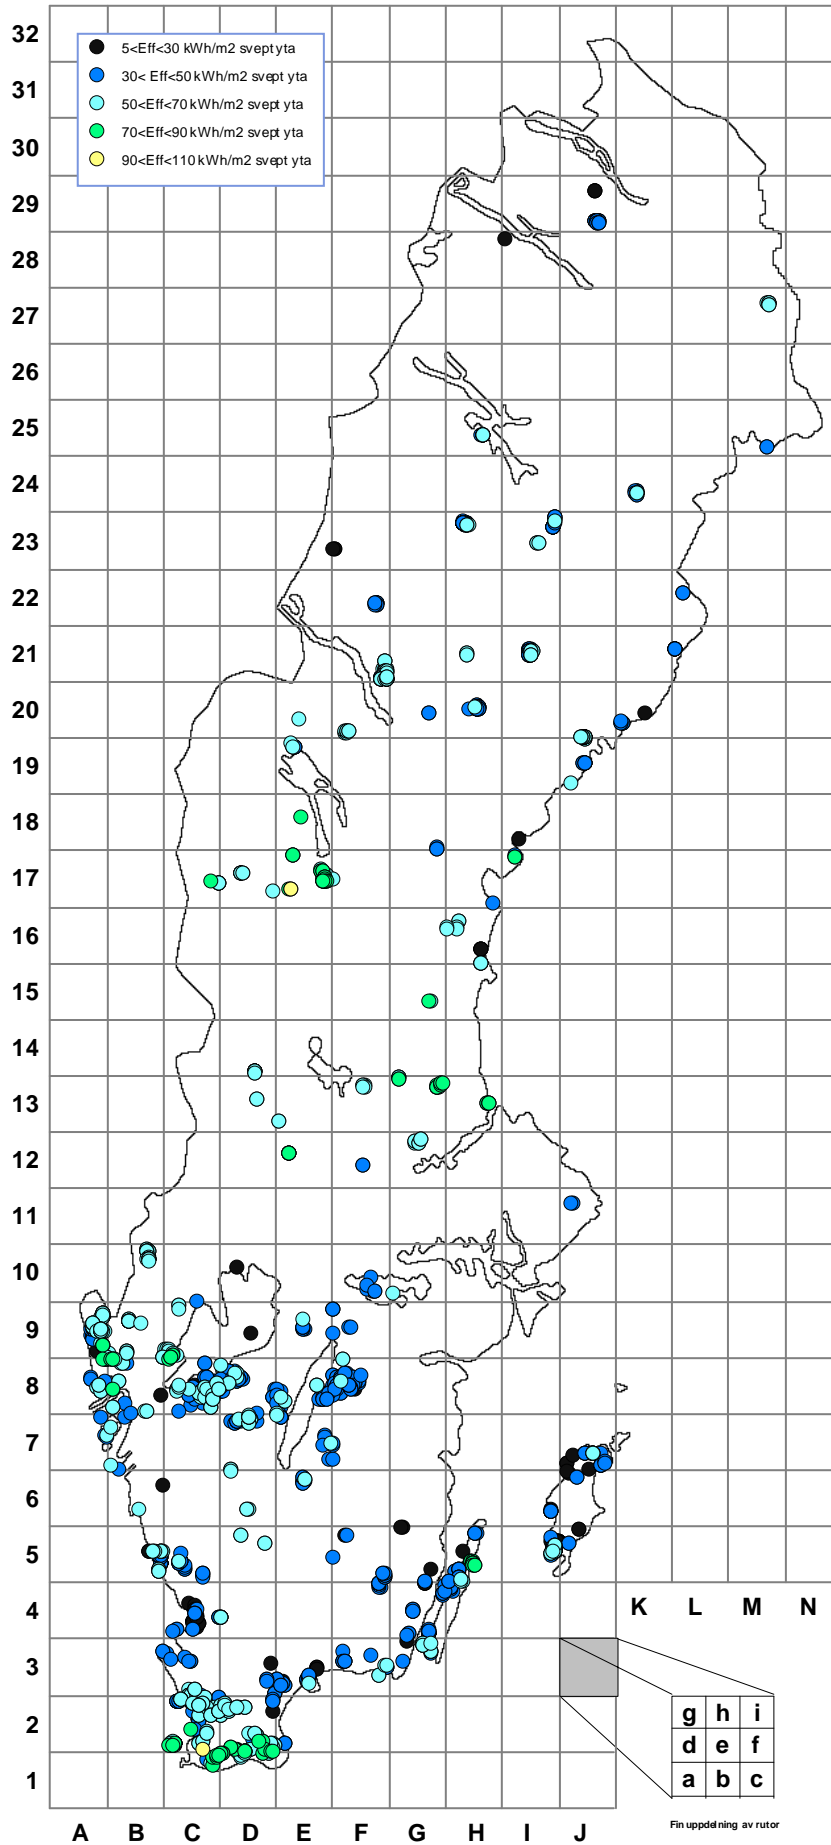 32
5<Eff<30 kWh/m2 svept yta
30< Eff<50 kWh/m2 svept yta
31
50<Eff<70 kWh/m2 svept yta
70<Eff<90 kWh/m2 svept yta
30
90<Eff<110 kWh/m2 svept yta
29
28
27
26
25
24
23
22
21
20
19
18
17
16
15
14
13
12
11
10
9
8
7
6
5
4
K L M N
3
g h i
2
d e f
a b c
1
Fin uppdelning av rutor
A B C D E F G H I J